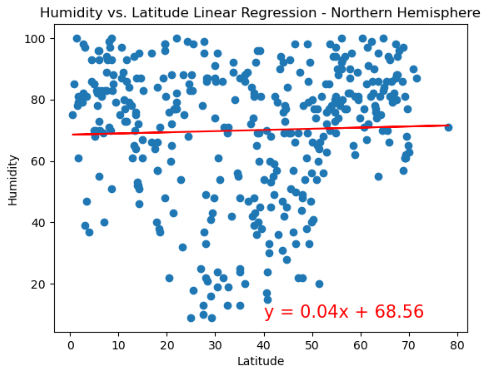 Humidity vs. Latitude Linear Regression - Northern Hemisphere
100
80
60
40
20
Humidity
y = 0.04x + 68.56
0 10 20 30 40 50 60 70 80
Latitude